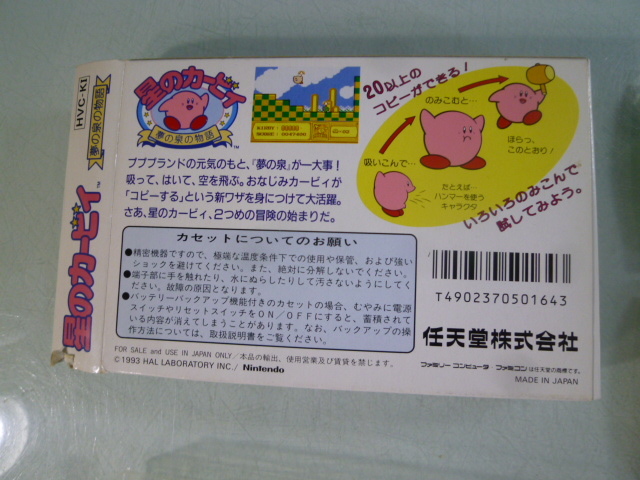 HVC-KI
夢の泉の物語
星のカービィ
星のカービィ
夢の泉の物語
プププランドの元気のもと、「夢の泉」が一大事!
吸って、はいて、空を飛ぶ。おなじみカービィが
「コピーする」という新ワザを身につけて大活躍。
さあ、星のカービィ、2つめの冒険の始まりだ。
20以上の
コピーができる!
吸いこんで…
のみこむと…
ほらっ、
このとおり!
たとえば…
ハンマーを使う
キャラクタ
いろいろのみこんで
試してみよう。
カセットについてのお願い
●精密機器ですので、極端な温度条件下での使用や保管、および強い
ショックを避けてください。また、絶対に分解しないでください。
●端子部に手を触れたり、水にぬらしたりして汚さないようにしてく
ださい。故障の原因となります。
●バッテリーバックアップ機能付きのカセットの場合、むやみに電源
スイッチやリセットスイッチをON/OFFにすると、蓄積されて
いる内容が消えてしまうことがあります。なお、バックアップの操
作方法については、取扱説明書をご覧ください。
FOR SALE and USE IN JAPAN ONLY/本品の輸出、使用営業及び賃貸を禁じます。
©1993 HAL LABORATORY INC./Nintendo
T4902370501643
任天堂株式会社
ファミリーコンピュータ・ファミコンは任天堂の商標です。
MADE IN JAPAN